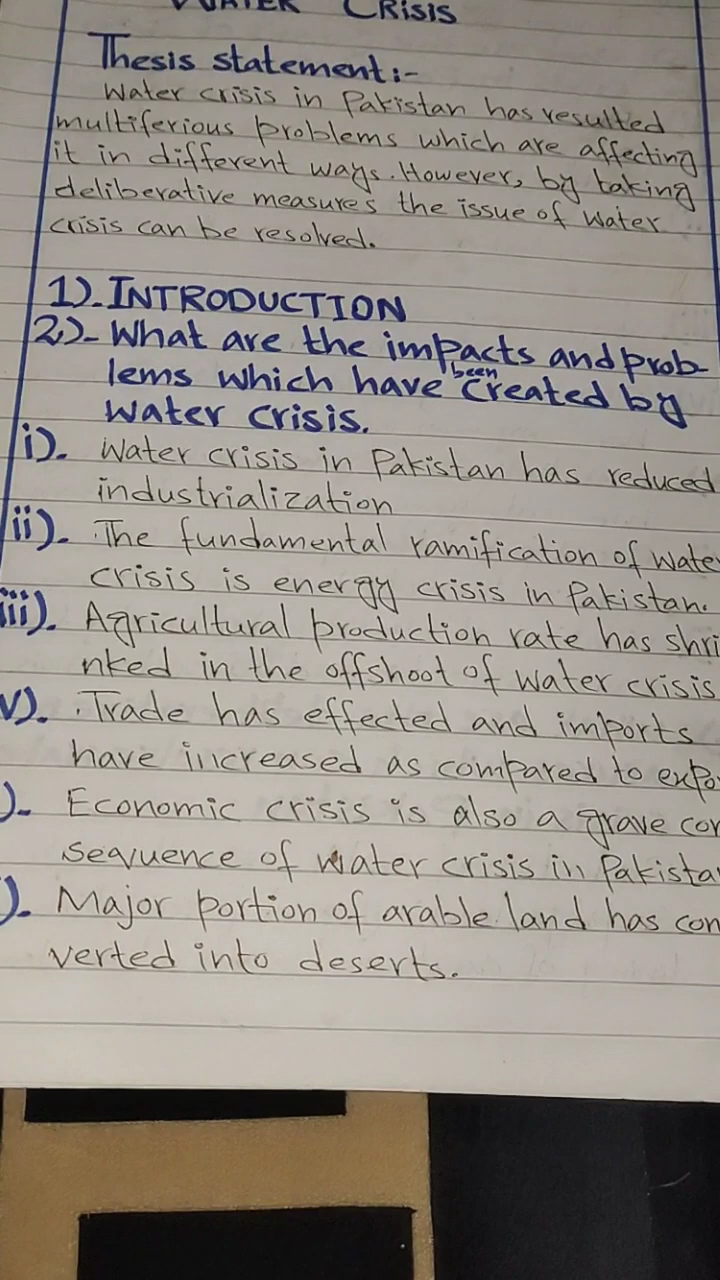 WATER CRISIS
Thesis statement:-
Water crisis in Pakistan has resulted
multiferious problems which are affecting
it in different ways. However, by taking
deliberative measures the issue of water
crisis can be resolved.
1). INTRODUCTION
2)- What are the impacts and prob-
lems which have been created by
water crisis.
i). Water crisis in Pakistan has reduced
industrialization
ii). The fundamental ramification of wate
crisis is energy crisis in Pakistan.
iii). Agricultural production rate has shri
nked in the offshoot of water crisis
v). Trade has effected and imports
have increased as compared to expo
)- Economic crisis is also a grave con
sequence of water crisis in Pakista
). Major portion of arable land has con
verted into deserts.